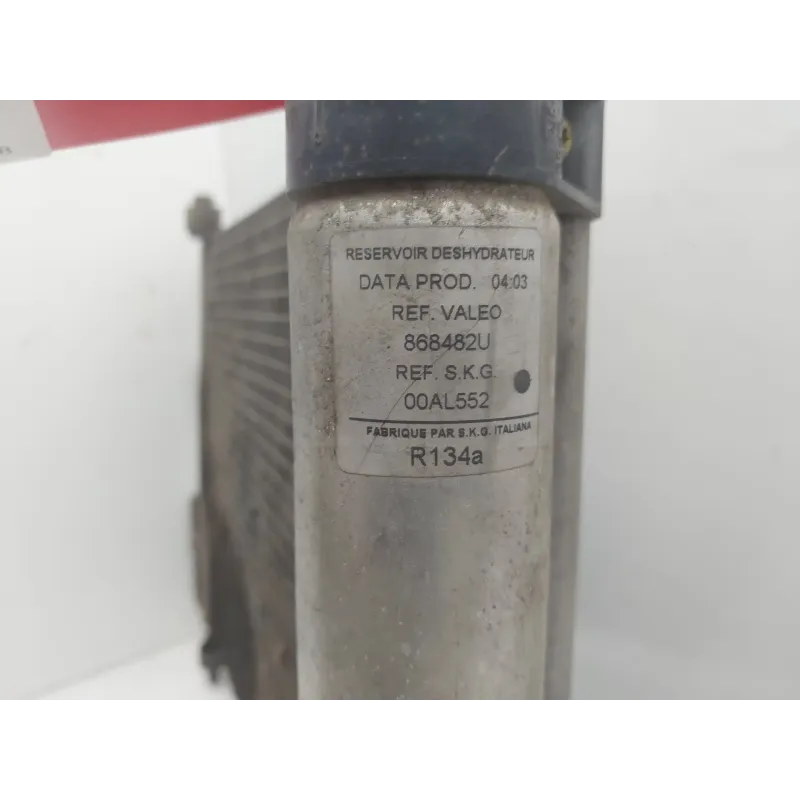 RESERVOIR DESHYDRATEUR
DATA PROD. 04:03
REF. VALEO
868482U
REF. S.K.G.
00AL552
FABRIQUE PAR S.K.G. ITALIANA
R134a